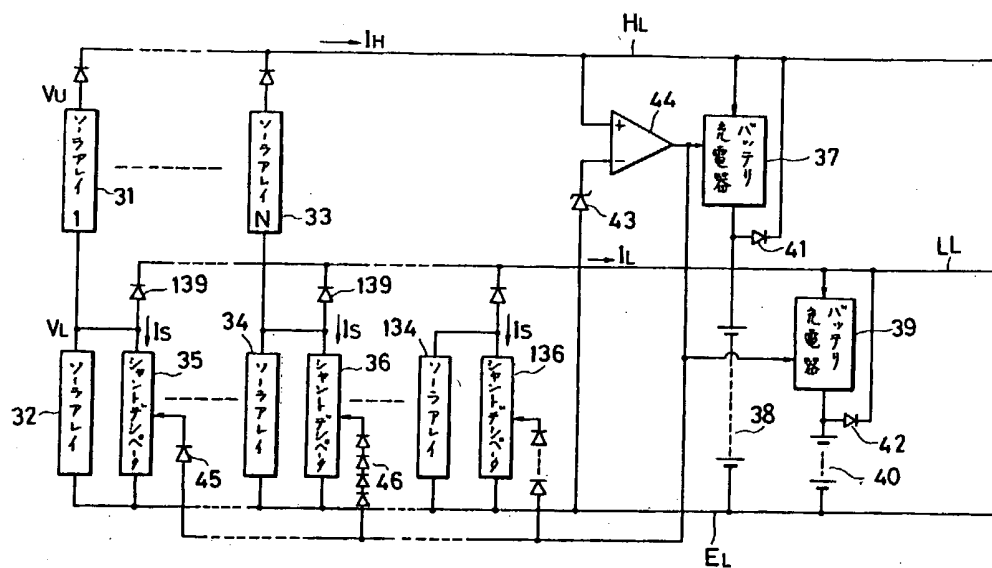 IH
HL
VU
ソーラアレイ 1
31
ソーラアレイ N
33
+
−
44
43
バッテリ
充電器
37
41
IL
LL
139
139
VL
IS
IS
IS
34
134
32
ソーラアレイ
35
シャントデシペータ
45
ソーラアレイ
36
シャントデシペータ
46
ソーラアレイ
136
シャントデシペータ
38
バッテリ
充電器
39
42
40
EL